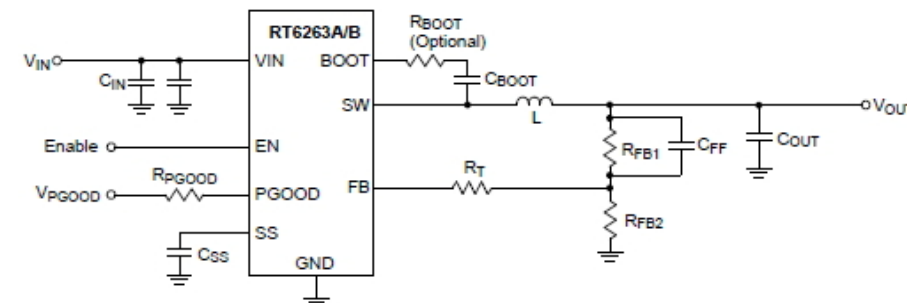 RT6263A/B
RBOOT
(Optional)
VIN
VIN
BOOT
CIN
CBOOT
SW
L
VOUT
Enable
EN
RFB1
CFF
COUT
RT
RPGOOD
VPGOOD
PGOOD
FB
RFB2
SS
CSS
GND